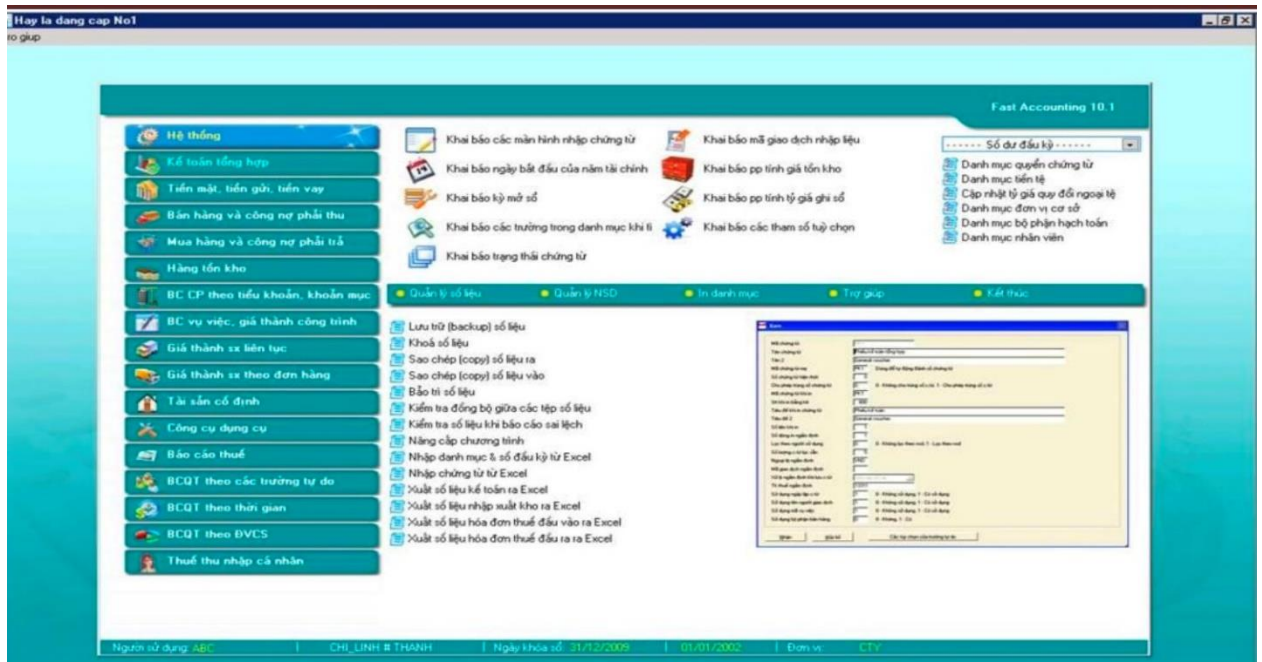 Hay la dang cap No1
ro giup
Fast Accounting 10.1
Hệ thống
Kế toán tổng hợp
Tiền mặt, tiền gửi, tiền vay
Bán hàng và công nợ phải thu
Mua hàng và công nợ phải trả
Hàng tồn kho
BC CP theo tiểu khoản, khoản mục
BC vụ việc, giá thành công trình
Giá thành sx liên tục
Giá thành sx theo đơn hàng
Tài sản cố định
Công cụ dụng cụ
Báo cáo thuế
BCQT theo các trường tự do
BCQT theo thời gian
BCQT theo ĐVCS
Thuế thu nhập cá nhân
Khai báo các màn hình nhập chứng từ
Khai báo ngày bắt đầu của năm tài chính
Khai báo kỳ mở sổ
Khai báo các trường trong danh mục khi ti
Khai báo trạng thái chứng từ
Khai báo mã giao dịch nhập liệu
Khai báo pp tính giá tồn kho
Khai báo pp tính tỷ giá ghi sổ
Khai báo các tham số tuỳ chọn
------ Số dư đầu kỳ ------
Danh mục quyển chứng từ
Danh mục tiền tệ
Cập nhật tỷ giá quy đổi ngoại tệ
Danh mục đơn vị cơ sở
Danh mục bộ phận hạch toán
Danh mục nhân viên
Quản lý số liệu
Quản lý NSD
In danh mục
Trợ giúp
Kết thúc
Lưu trữ (backup) số liệu
Khoá số liệu
Sao chép (copy) số liệu ra
Sao chép (copy) số liệu vào
Bảo trì số liệu
Kiểm tra đồng bộ giữa các tệp số liệu
Kiểm tra số liệu khi báo cáo sai lệch
Nâng cấp chương trình
Nhập danh mục & số đầu kỳ từ Excel
Nhập chứng từ từ Excel
Xuất số liệu kế toán ra Excel
Xuất số liệu nhập xuất kho ra Excel
Xuất số liệu hóa đơn thuế đầu vào ra Excel
Xuất số liệu hóa đơn thuế đầu ra ra Excel
Mã chứng từ
Tên chứng từ
Phiếu kế toán tổng hợp
Tên 2
General voucher
Người sử dụng: ABC
CHI_LINH # THANH
Ngày khóa sổ: 31/12/2009
01/01/2002
Đơn vị: CTY